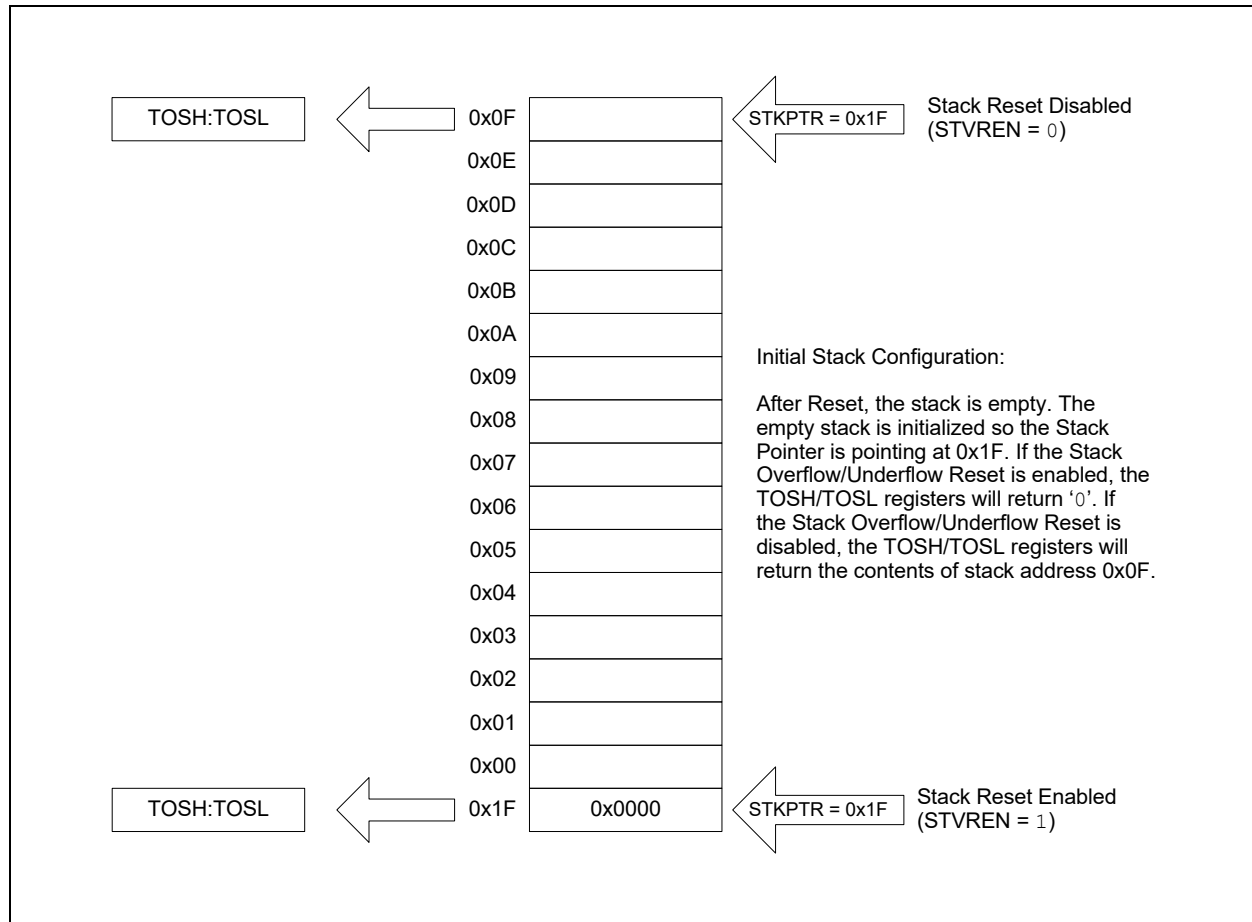 TOSH:TOSL
0x0F
STKPTR = 0x1F
Stack Reset Disabled
(STVREN = 0)
0x0E
0x0D
0x0C
0x0B
0x0A
0x09
0x08
0x07
0x06
0x05
0x04
0x03
0x02
0x01
0x00
Initial Stack Configuration:
After Reset, the stack is empty. The
empty stack is initialized so the Stack
Pointer is pointing at 0x1F. If the Stack
Overflow/Underflow Reset is enabled, the
TOSH/TOSL registers will return ‘0’. If
the Stack Overflow/Underflow Reset is
disabled, the TOSH/TOSL registers will
return the contents of stack address 0x0F.
TOSH:TOSL
0x1F
0x0000
STKPTR = 0x1F
Stack Reset Enabled
(STVREN = 1)